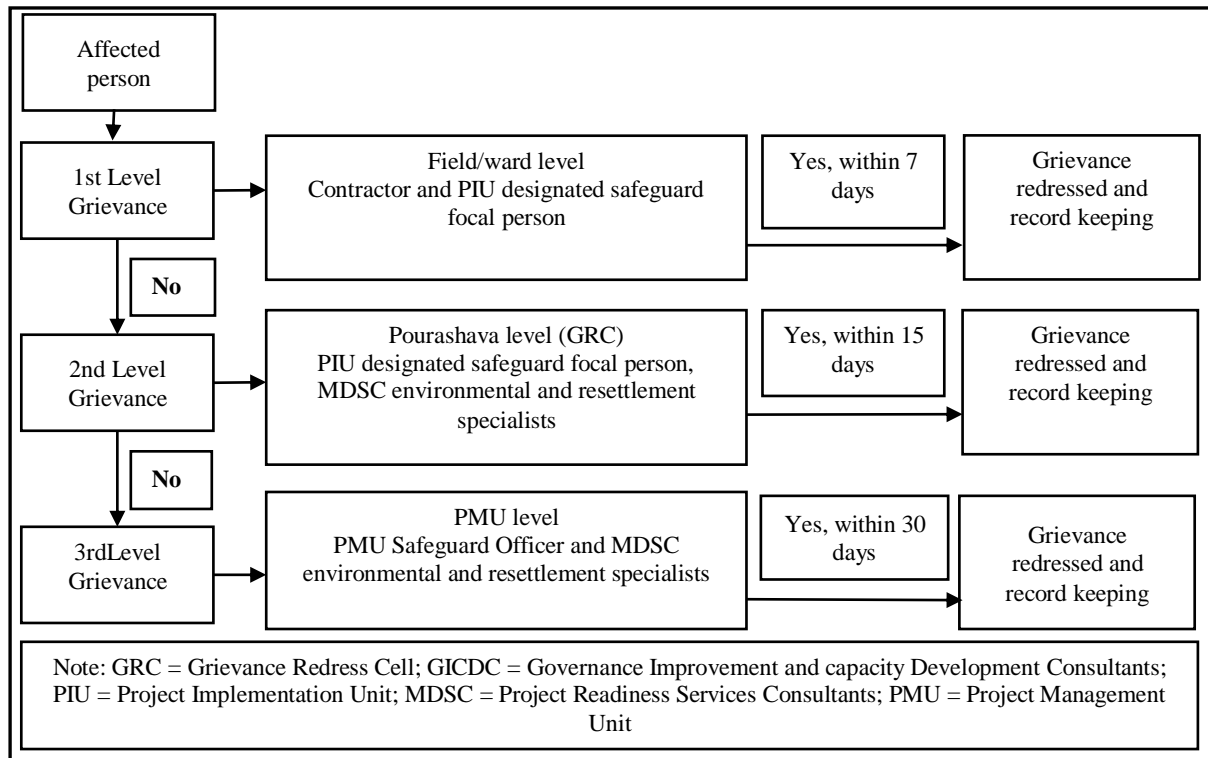 Affected
person
1st Level
Grievance
Field/ward level
Contractor and PIU designated safeguard
focal person
Yes, within 7
days
Grievance
redressed and
record keeping
No
2nd Level
Grievance
Pourashava level (GRC)
PIU designated safeguard focal person,
MDSC environmental and resettlement
specialists
Yes, within 15
days
Grievance
redressed and
record keeping
No
3rdLevel
Grievance
PMU level
PMU Safeguard Officer and MDSC
environmental and resettlement specialists
Yes, within 30
days
Grievance
redressed and
record keeping
Note: GRC = Grievance Redress Cell; GICDC = Governance Improvement and capacity Development Consultants;
PIU = Project Implementation Unit; MDSC = Project Readiness Services Consultants; PMU = Project Management
Unit